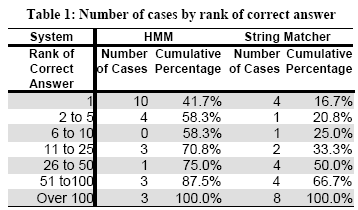 Table 1: Number of cases by rank of correct answer
System HMM String Matcher
Rank of Number Cumulative Number Cumulative
Correct of Cases Percentage of Cases Percentage
Answer
1 10 41.7% 4 16.7%
2 to 5 4 58.3% 1 20.8%
6 to 10 0 58.3% 1 25.0%
11 to 25 3 70.8% 2 33.3%
26 to 50 1 75.0% 4 50.0%
51 to100 3 87.5% 4 66.7%
Over 100 3 100.0% 8 100.0%